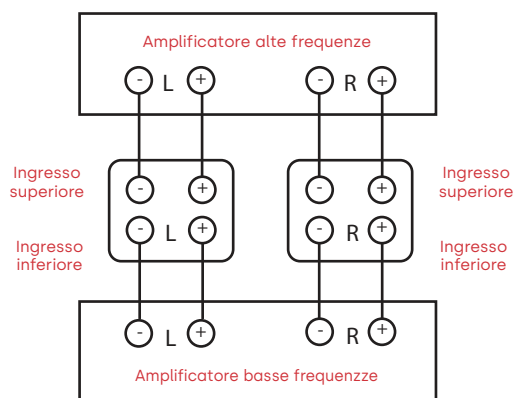 Amplificatore alte frequenze
- L + - R +
Ingresso
superiore
- + - +
Ingresso
superiore
- L + - R +
Ingresso
inferiore
Ingresso
inferiore
- L + - R +
Amplificatore basse frequenzze